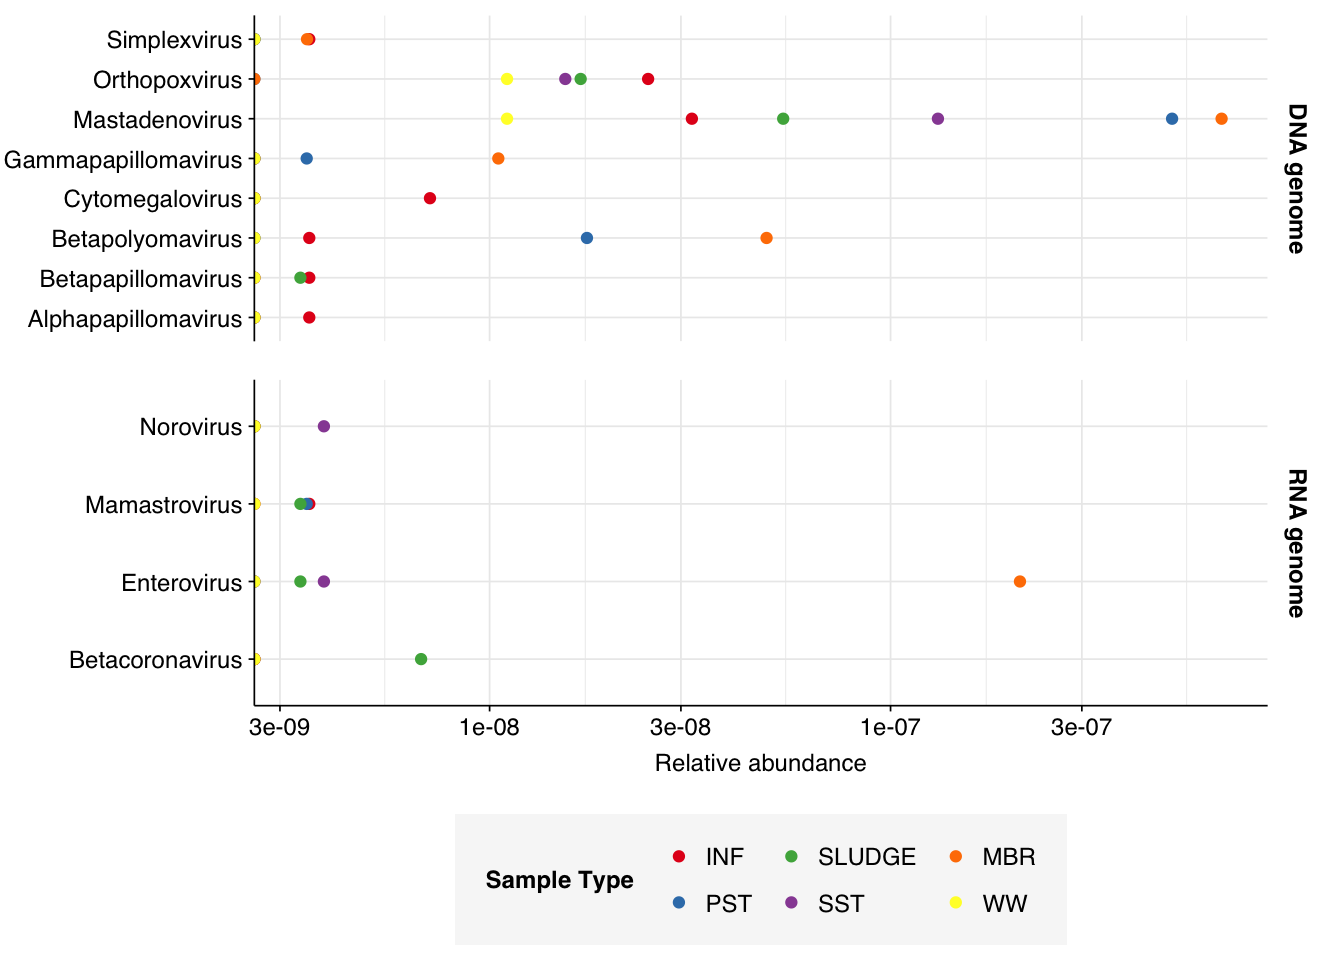 Simplexvirus
Orthopoxvirus
Mastadenovirus
Gammapapillomavirus
Cytomegalovirus
Betapolyomavirus
Betapapillomavirus
Alphapapillomavirus
DNA genome
Norovirus
Mamastrovirus
Enterovirus
Betacoronavirus
RNA genome
3e-09 1e-08 3e-08 1e-07 3e-07
Relative abundance
Sample Type
INF SLUDGE MBR
PST SST WW